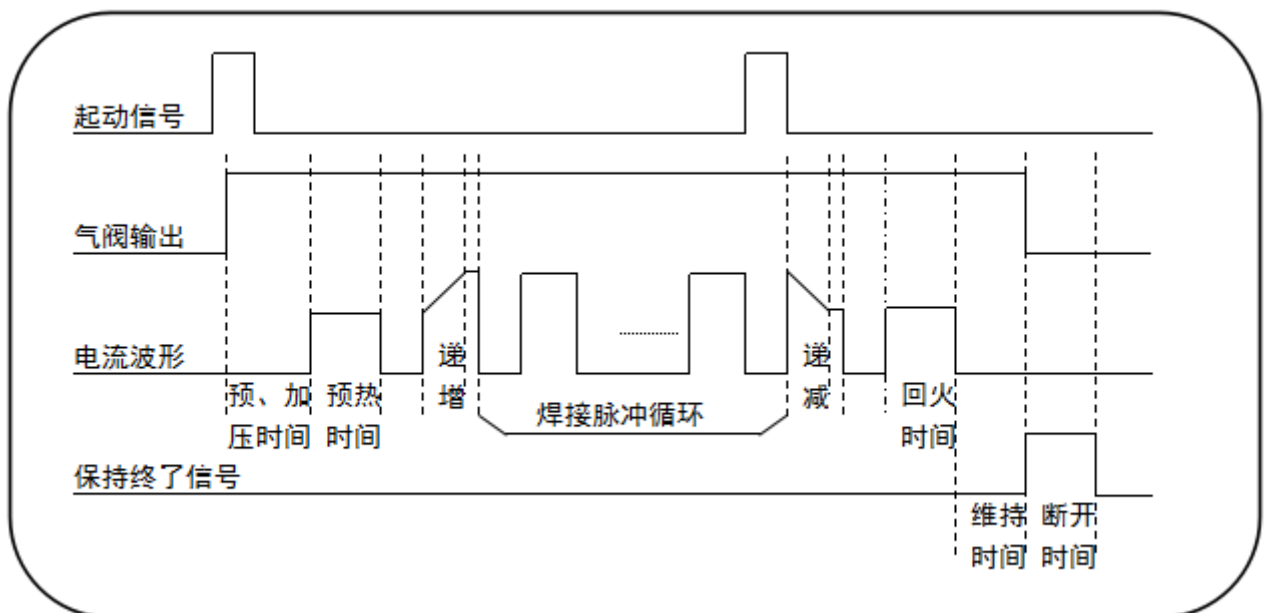 起动信号
气阀输出
电流波形
预、加
压时间
预热
时间
递
增
焊接脉冲循环
递
减
回火
时间
保持终了信号
维持
时间
断开
时间